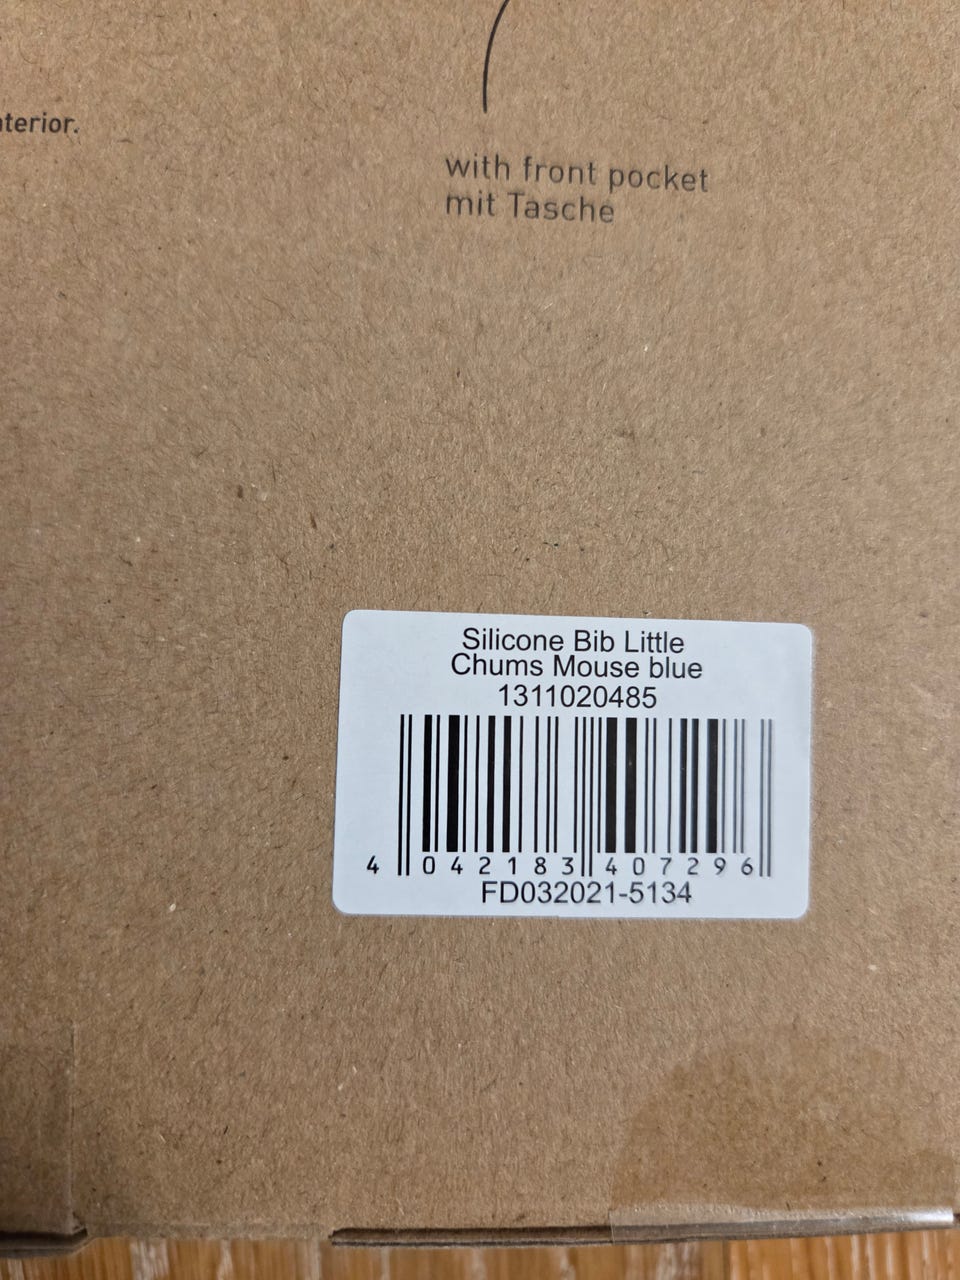 nterior.
with front pocket
mit Tasche
Silicone Bib Little
Chums Mouse blue
1311020485
4 042183 407296
FD032021-5134